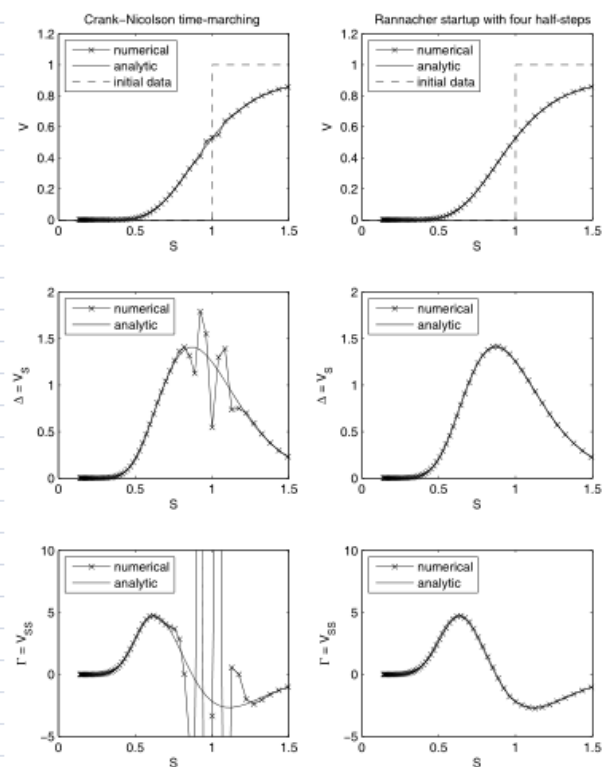 Crank−Nicolson time−marching
1.2
1
0.8
0.6
0.4
0.2
0
V
numerical
analytic
initial data
0 0.5 1 1.5
S
Rannacher startup with four half-steps
1.2
1
0.8
0.6
0.4
0.2
0
V
numerical
analytic
initial data
0 0.5 1 1.5
S
2
1.5
1
0.5
0
Δ = V_S
numerical
analytic
0 0.5 1 1.5
S
2
1.5
1
0.5
0
Δ = V_S
numerical
analytic
0 0.5 1 1.5
S
10
5
0
−5
Γ = V_SS
numerical
analytic
0 0.5 1 1.5
S
10
5
0
−5
Γ = V_SS
numerical
analytic
0 0.5 1 1.5
S